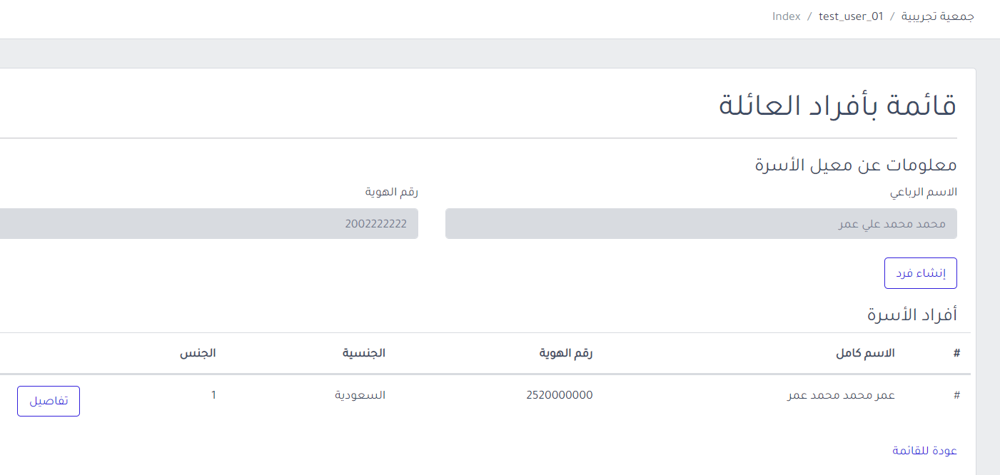 جمعية تجريبية / test_user_01 / Index
قائمة بأفراد العائلة
معلومات عن معيل الأسرة
الاسم الرباعي
رقم الهوية
محمد محمد علي عمر
2002222222
إنشاء فرد
أفراد الأسرة
# الاسم كامل رقم الهوية الجنسية الجنس
# عمر محمد محمد عمر 2520000000 السعودية 1 تفاصيل
عودة للقائمة